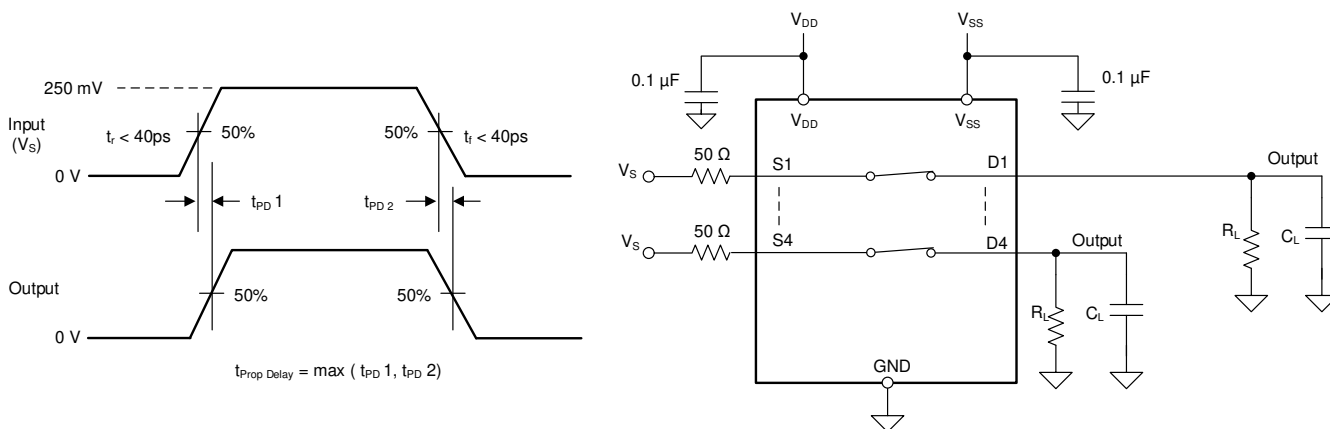 250 mV
Input
(VS)
tr < 40ps
50%
50%
tf < 40ps
0 V
tPD 1
tPD 2
Output
50%
50%
0 V
tProp Delay = max ( tPD 1, tPD 2)
VDD
VSS
0.1 µF
0.1 µF
VDD
VSS
VS
50 Ω
S1
D1
Output
VS
50 Ω
S4
D4
Output
RL
CL
RL
CL
GND